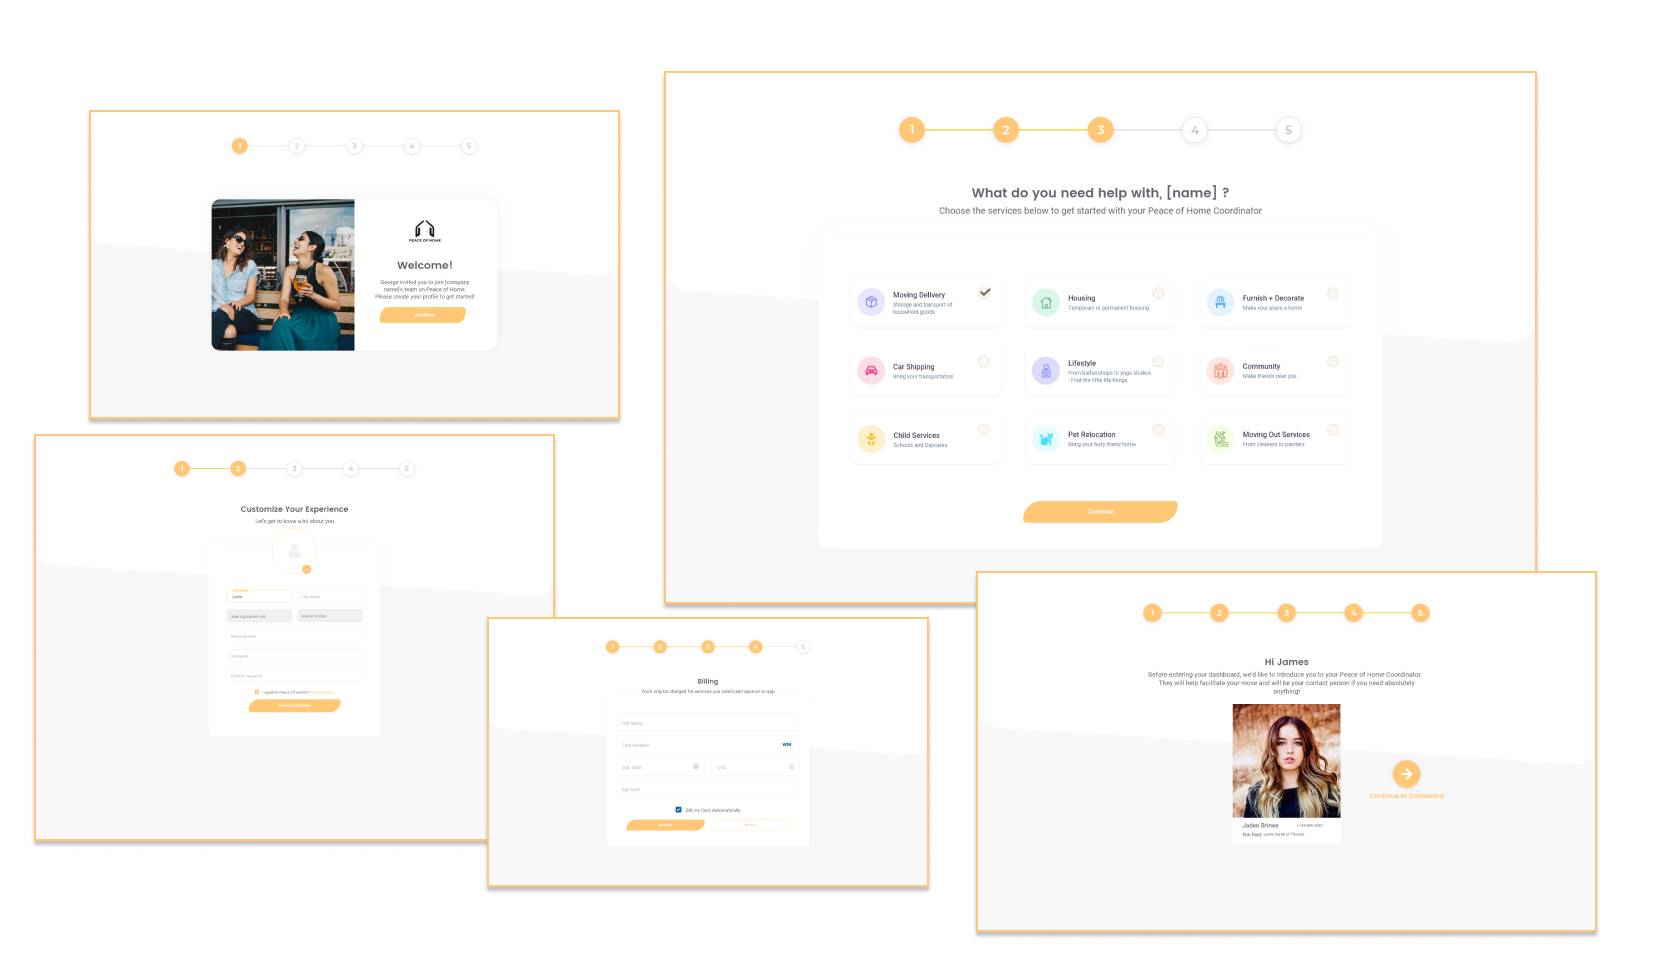 1 2 3 4 5
PEACE OF HOME
Welcome!
George invited you to join [company
name]'s team on Peace of Home.
Please create your profile to get started!
Continue
1 2 3 4 5
What do you need help with, [name] ?
Choose the services below to get started with your Peace of Home Coordinator
Moving Delivery
Storage and transport of
household goods
Housing
Temporary or permanent housing
Furnish + Decorate
Make your place a home
Car Shipping
Bring your transportation
Lifestyle
From barbershops to yoga studios
- Find the little life things
Community
Make friends near you
Child Services
Schools and Daycares
Pet Relocation
Bring your furry friend home
Moving Out Services
From cleaners to painters
Continue
1 2 3 4 5
Customize Your Experience
Let's get to know a bit about you
Last Name
Phone Number
Password
Confirm Password
I agree to Peace Of Home's Privacy Policy
Save and Continue
1 2 3 4 5
Billing
You'll only be charged for services you select and approve in-app
Full Name
Card Number
VISA
Exp. Date
CVC
Zip Code
Bill my Card Automatically
1 2 3 4 5
Hi James
Before entering your dashboard, we'd like to introduce you to your Peace of Home Coordinator.
They will help facilitate your move and will be your contact person if you need absolutely
anything!
Continue to Dashboard
Jaden Brinee
Fun Fact: Loves Game of Thrones